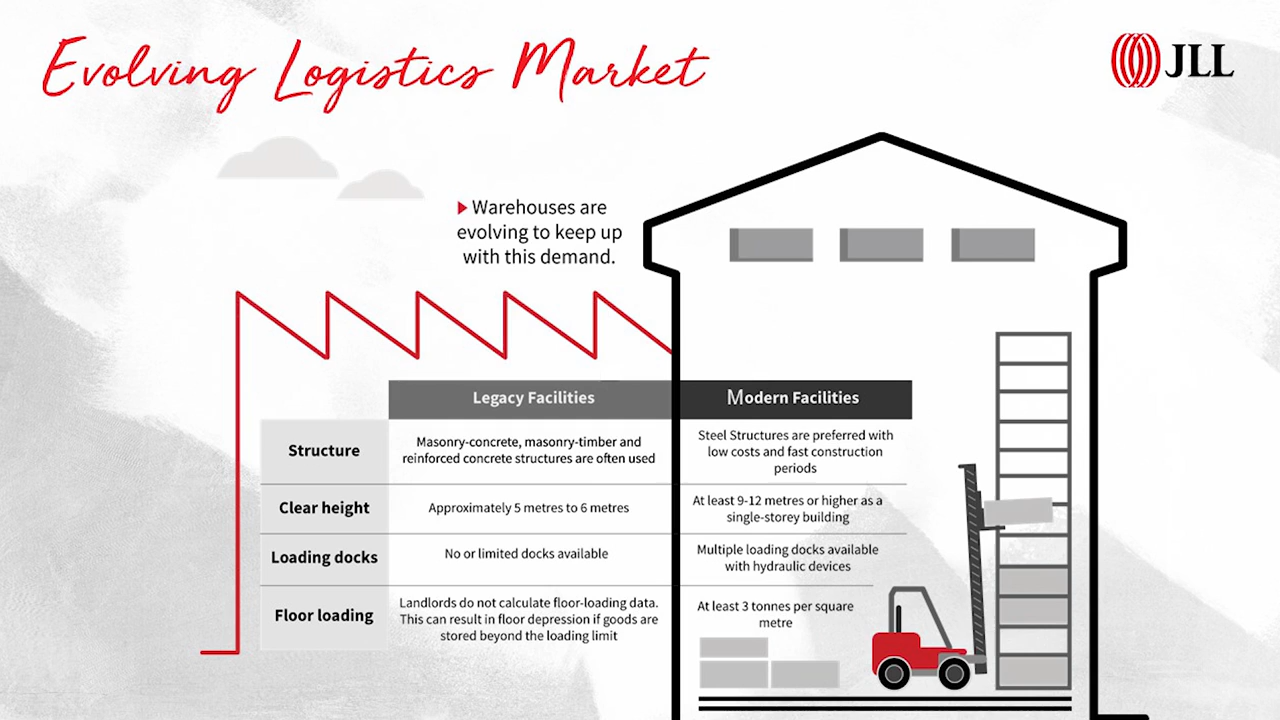 Evolving Logistics Market
JLL
▶ Warehouses are
evolving to keep up
with this demand.
Legacy Facilities
Modern Facilities
Structure
Masonry-concrete, masonry-timber and
reinforced concrete structures are often used
Steel Structures are preferred with
low costs and fast construction
periods
Clear height
Approximately 5 metres to 6 metres
At least 9-12 metres or higher as a
single-storey building
Loading docks
No or limited docks available
Multiple loading docks available
with hydraulic devices
Floor loading
Landlords do not calculate floor-loading data.
This can result in floor depression if goods are
stored beyond the loading limit
At least 3 tonnes per square
metre